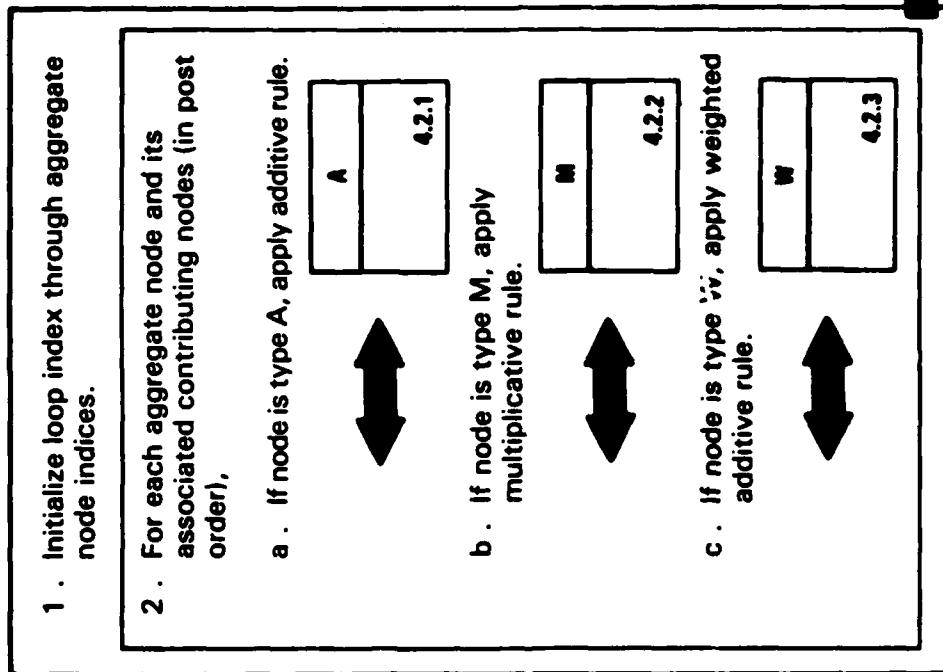 1 . Initialize loop index through aggregate
node indices.
2 . For each aggregate node and its
associated contributing nodes (in post
order),
a . If node is type A, apply additive rule.
A
4.2.1
b . If node is type M, apply
multiplicative rule.
M
4.2.2
c . If node is type W, apply weighted
additive rule.
W
4.2.3